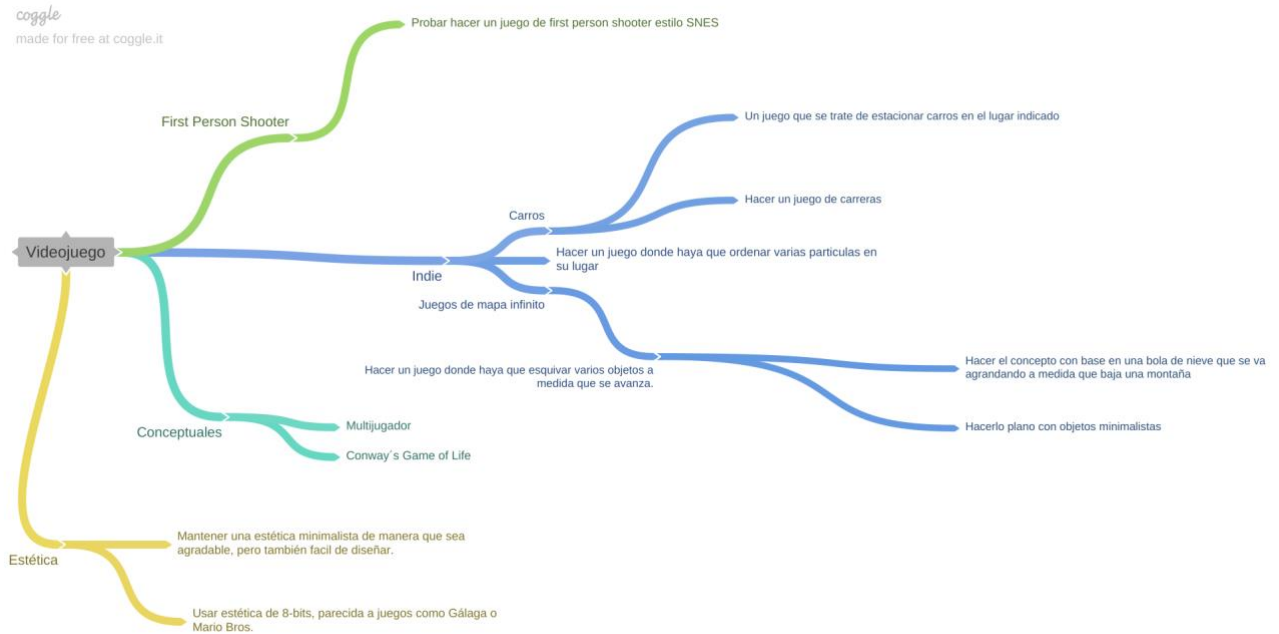 coggle
made for free at coggle.it
Probar hacer un juego de first person shooter estilo SNES
First Person Shooter
Un juego que se trate de estacionar carros en el lugar indicado
Hacer un juego de carreras
Carros
Videojuego
Hacer un juego donde haya que ordenar varias particulas en
su lugar
Indie
Juegos de mapa infinito
Hacer un juego donde haya que esquivar varios objetos a
medida que se avanza.
Hacer el concepto con base en una bola de nieve que se va
agrandando a medida que baja una montaña
Hacerlo plano con objetos minimalistas
Conceptuales
Multijugador
Conway´s Game of Life
Estética
Mantener una estética minimalista de manera que sea
agradable, pero también facil de diseñar.
Usar estética de 8-bits, parecida a juegos como Gálaga o
Mario Bros.